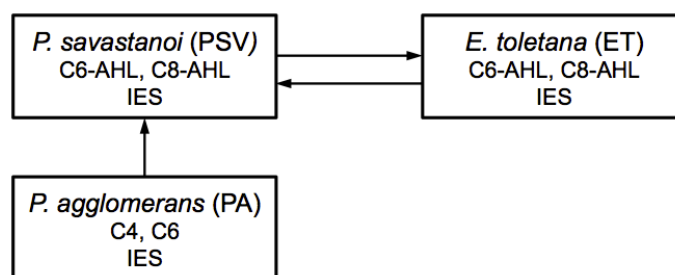 P. savastanoi (PSV)
C6-AHL, C8-AHL
IES
E. toletana (ET)
C6-AHL, C8-AHL
IES
P. agglomerans (PA)
C4, C6
IES